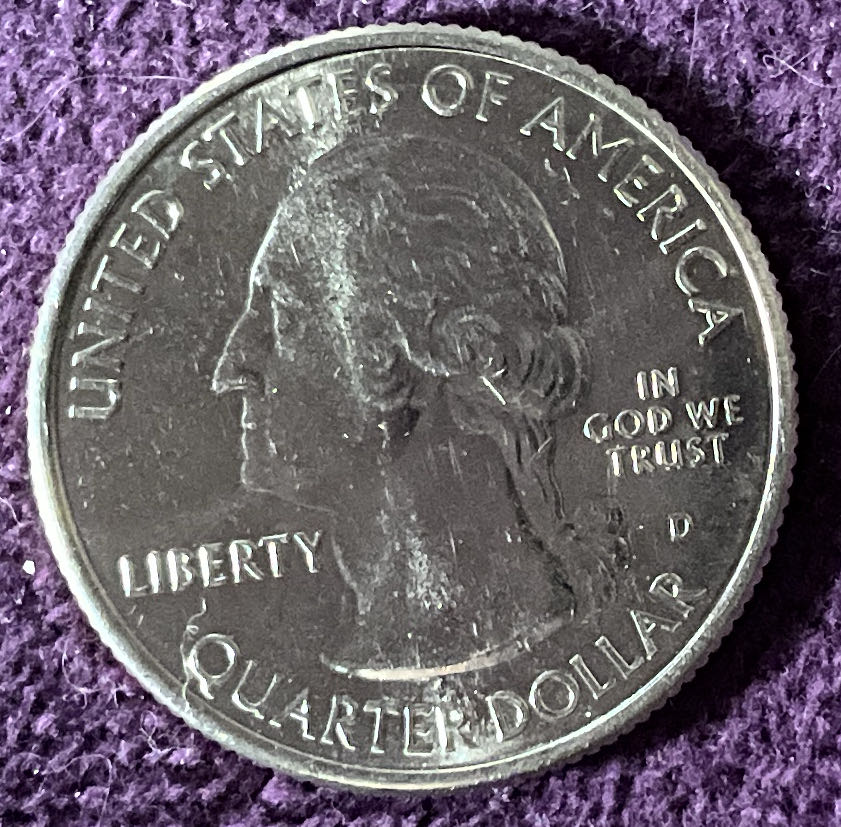 UNITED STATES OF AMERICA
IN
GOD WE
TRUST
D
LIBERTY
QUARTER DOLLAR